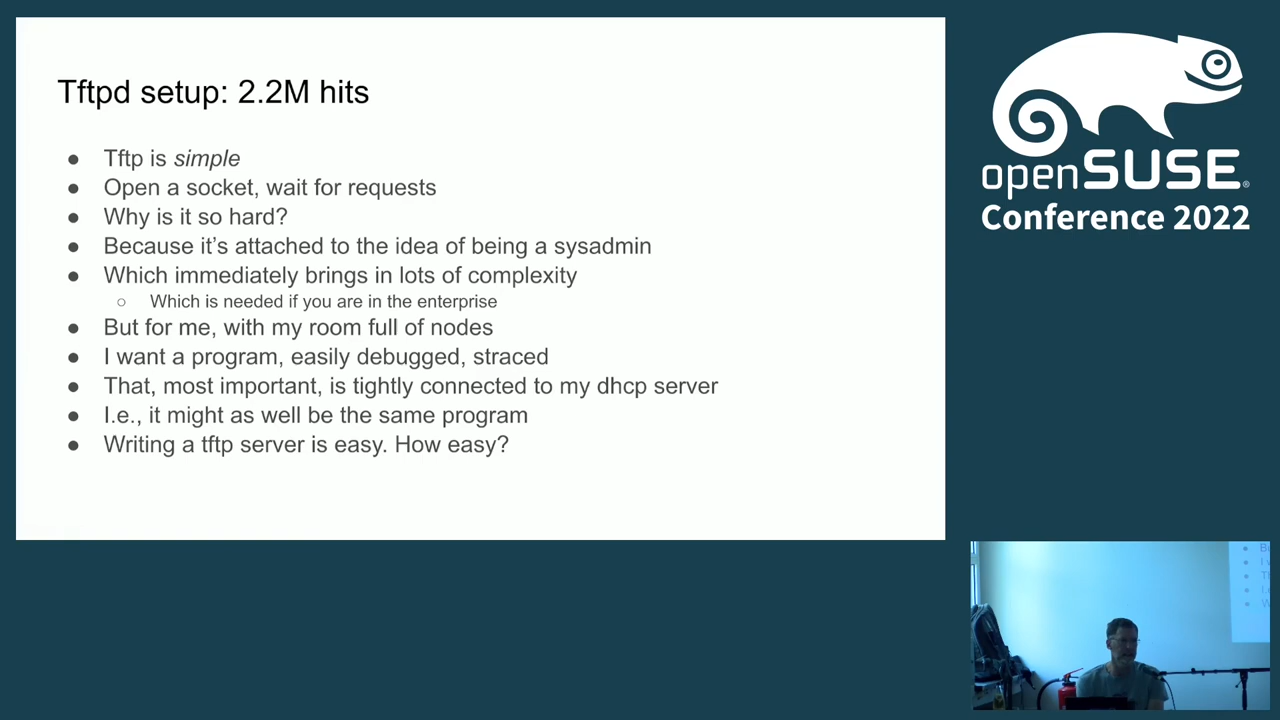 Tftpd setup: 2.2M hits
● Tftp is simple
● Open a socket, wait for requests
● Why is it so hard?
● Because it’s attached to the idea of being a sysadmin
● Which immediately brings in lots of complexity
○ Which is needed if you are in the enterprise
● But for me, with my room full of nodes
● I want a program, easily debugged, straced
● That, most important, is tightly connected to my dhcp server
● I.e., it might as well be the same program
● Writing a tftp server is easy. How easy?
openSUSE®
Conference 2022